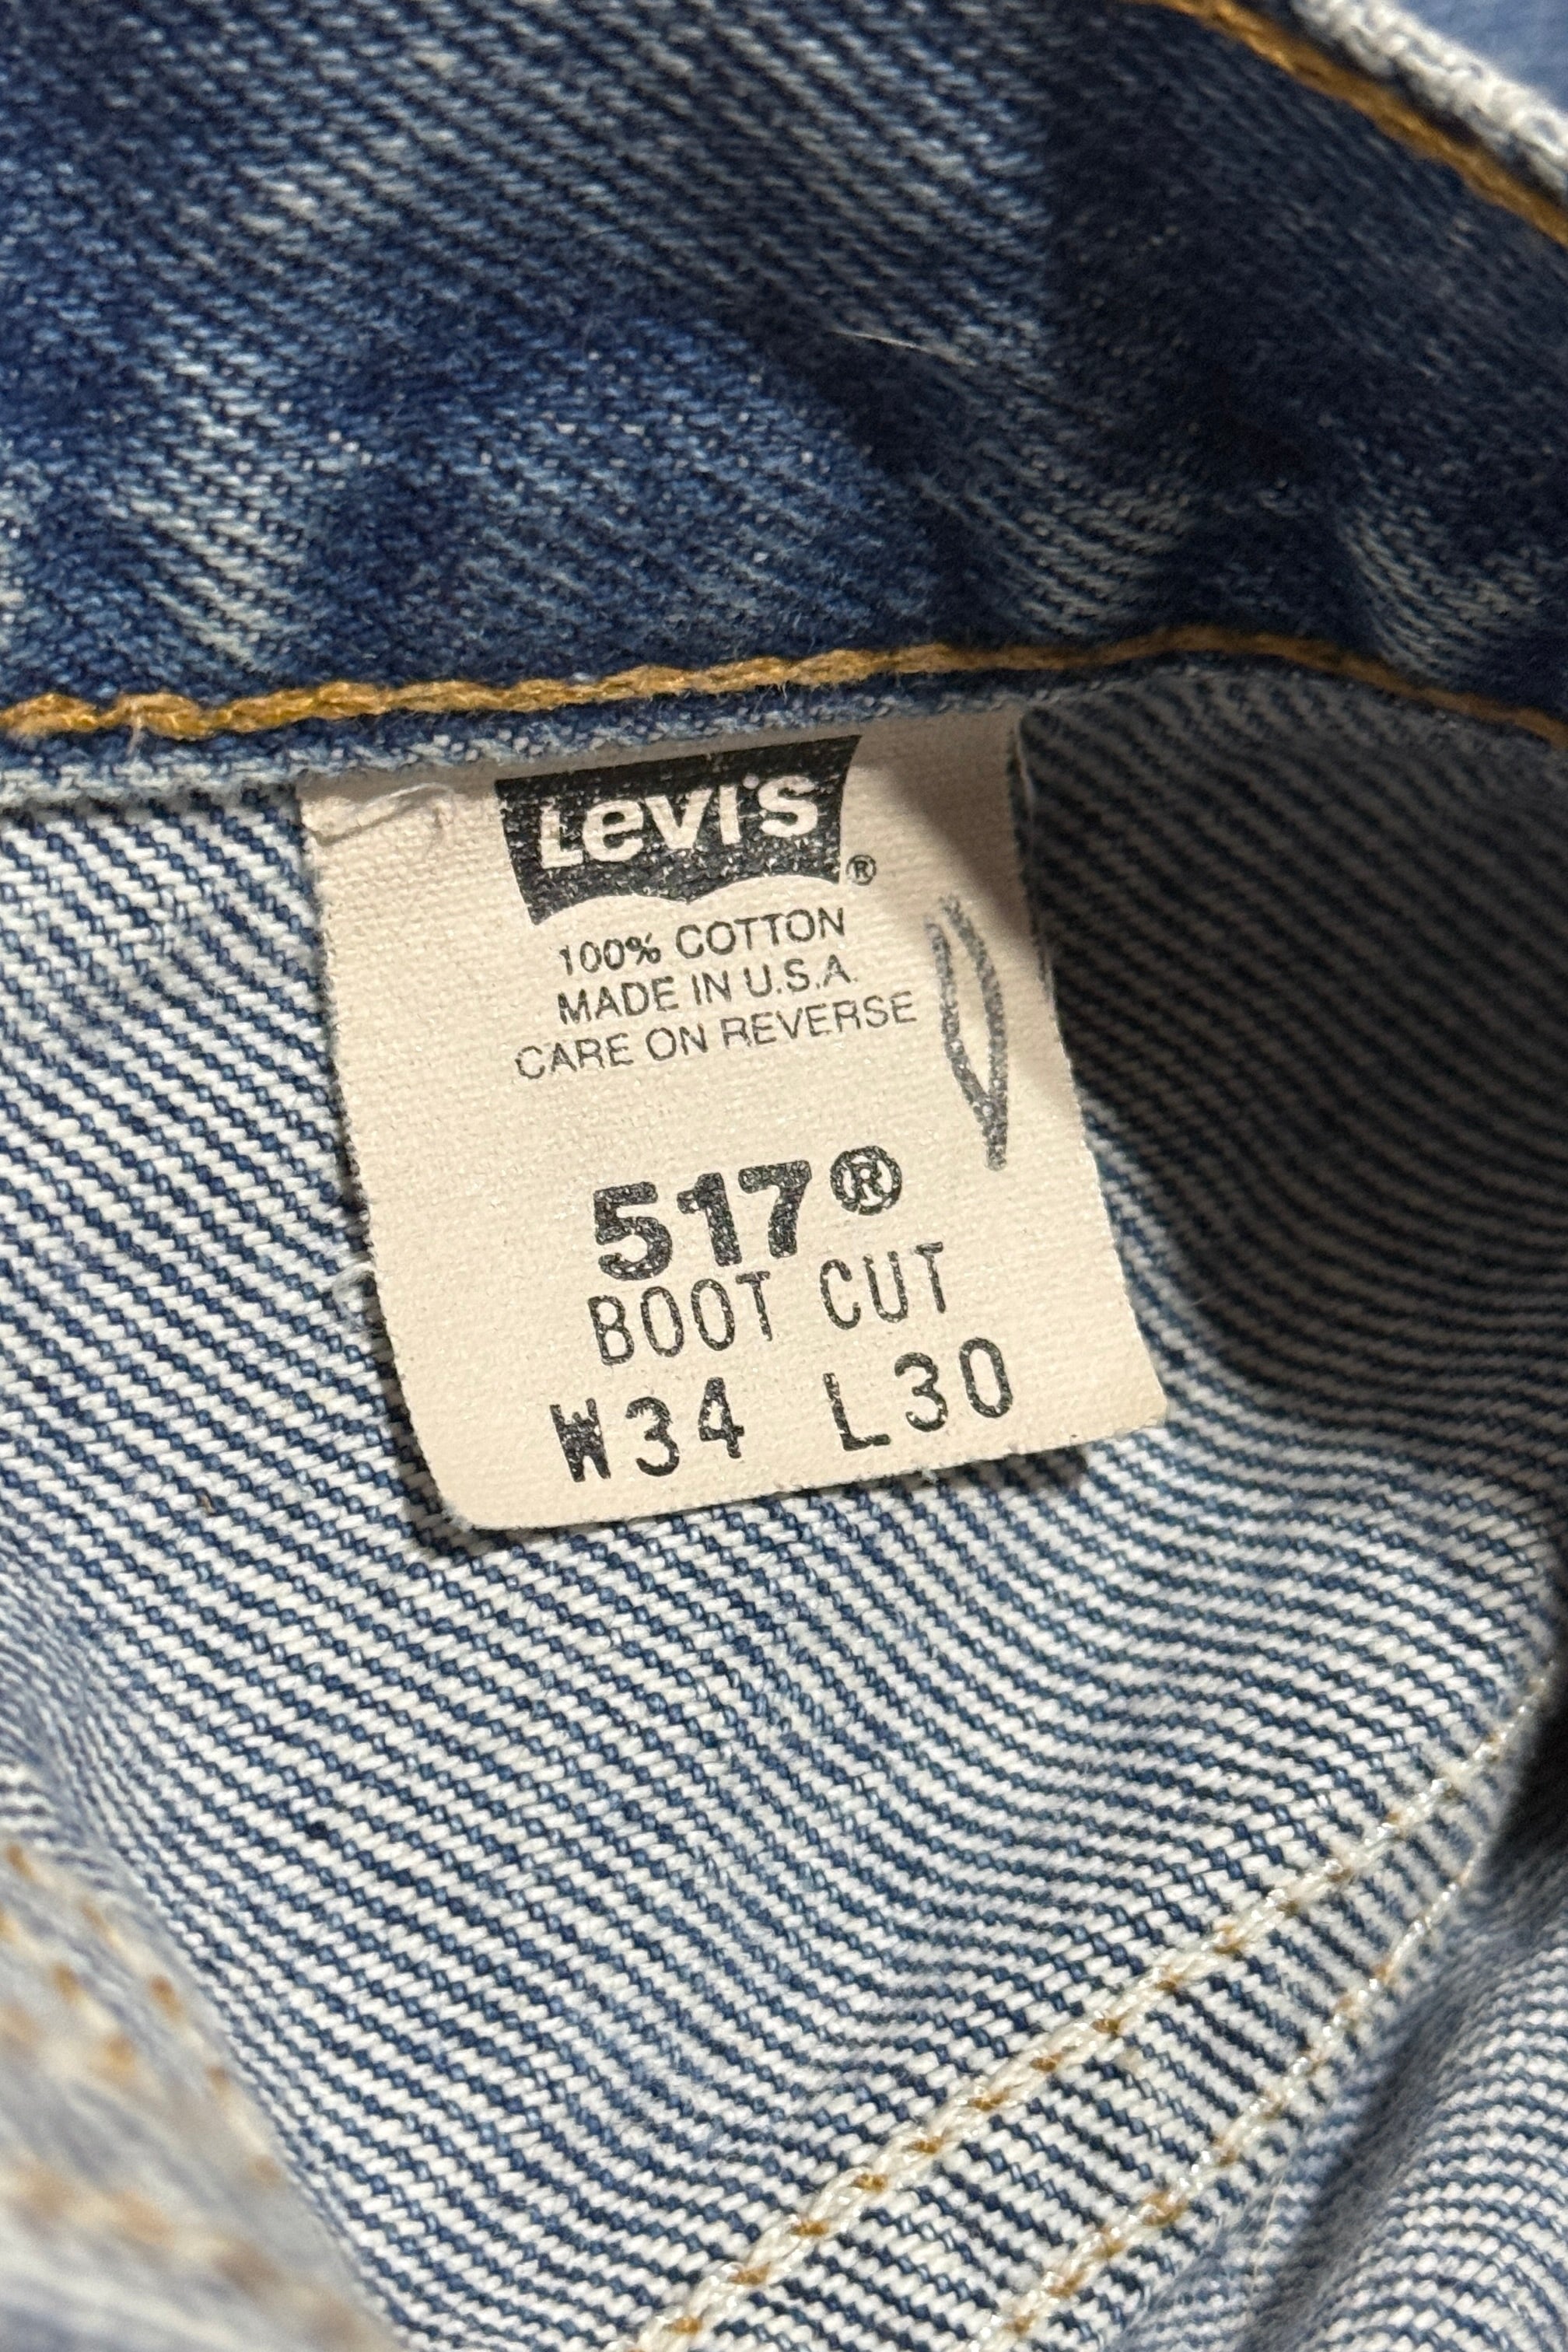 Levi's®
100% COTTON
MADE IN U.S.A.
CARE ON REVERSE
517®
BOOT CUT
W34 L30